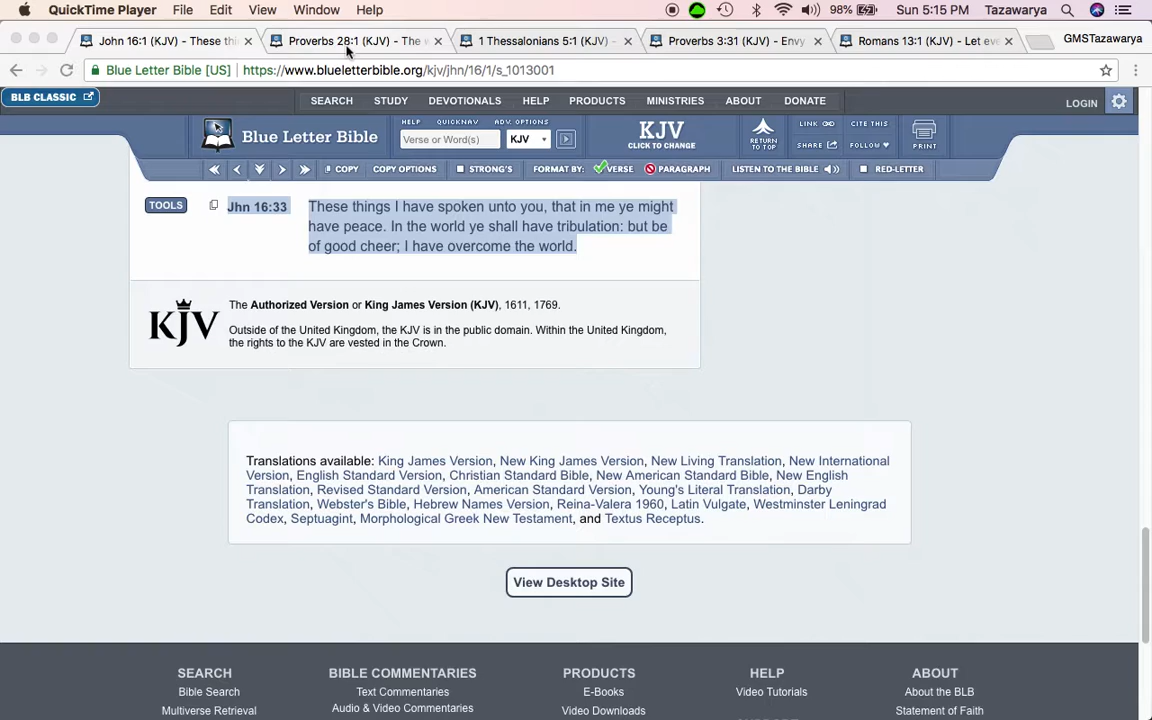 QuickTime Player File Edit View Window Help 98% Sun 5:15 PM Tazawarya
John 16:1 (KJV) - These thi Proverbs 28:1 (KJV) - The w 1 Thessalonians 5:1 (KJV) - Proverbs 3:31 (KJV) - Envy Romans 13:1 (KJV) - Let eve GMSTazawarya
Blue Letter Bible [US] https://www.blueletterbible.org/kjv/jhn/16/1/s_1013001
BLB CLASSIC SEARCH STUDY DEVOTIONALS HELP PRODUCTS MINISTRIES ABOUT DONATE LOGIN
HELP QUICKNAV ADV. OPTIONS
Blue Letter Bible Verse or Word(s) KJV KJV CLICK TO CHANGE RETURN TO TOP LINK CITE THIS SHARE FOLLOW PRINT
COPY COPY OPTIONS STRONG'S FORMAT BY: VERSE PARAGRAPH LISTEN TO THE BIBLE RED-LETTER
TOOLS Jhn 16:33 These things I have spoken unto you, that in me ye might
have peace. In the world ye shall have tribulation: but be
of good cheer; I have overcome the world.
KJV
The Authorized Version or King James Version (KJV), 1611, 1769.
Outside of the United Kingdom, the KJV is in the public domain. Within the United Kingdom,
the rights to the KJV are vested in the Crown.
Translations available: King James Version, New King James Version, New Living Translation, New International
Version, English Standard Version, Christian Standard Bible, New American Standard Bible, New English
Translation, Revised Standard Version, American Standard Version, Young's Literal Translation, Darby
Translation, Webster's Bible, Hebrew Names Version, Reina-Valera 1960, Latin Vulgate, Westminster Leningrad
Codex, Septuagint, Morphological Greek New Testament, and Textus Receptus.
View Desktop Site
SEARCH BIBLE COMMENTARIES PRODUCTS HELP ABOUT
Bible Search Text Commentaries E-Books Video Tutorials About the BLB
Multiverse Retrieval Audio & Video Commentaries Video Downloads Statement of Faith